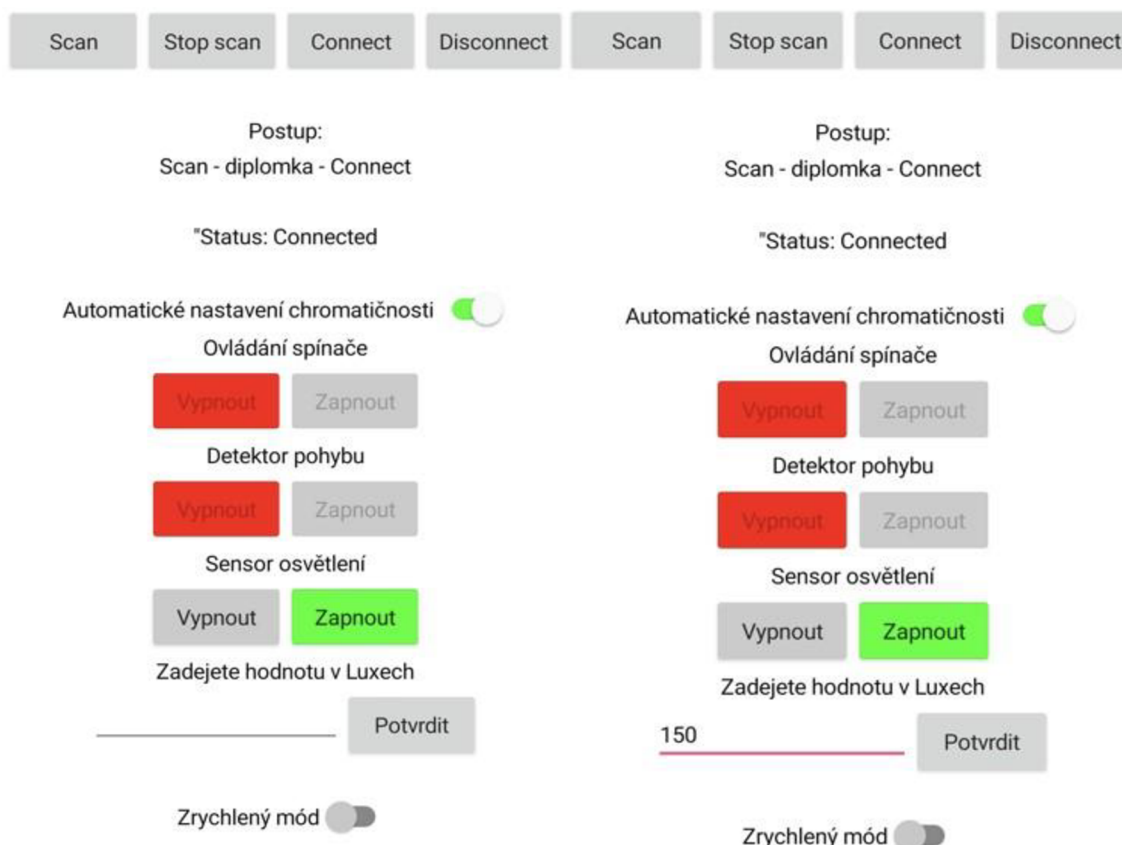 Scan Stop scan Connect Disconnect
Postup:
Scan - diplomka - Connect
"Status: Connected
Automatické nastavení chromatičnosti
Ovládání spínače
Vypnout Zapnout
Detektor pohybu
Vypnout Zapnout
Sensor osvětlení
Vypnout Zapnout
Zadejete hodnotu v Luxech
Potvrdit
Zrychlený mód
Scan Stop scan Connect Disconnect
Postup:
Scan - diplomka - Connect
"Status: Connected
Automatické nastavení chromatičnosti
Ovládání spínače
Vypnout Zapnout
Detektor pohybu
Vypnout Zapnout
Sensor osvětlení
Vypnout Zapnout
Zadejete hodnotu v Luxech
150 Potvrdit
Zrychlený mód